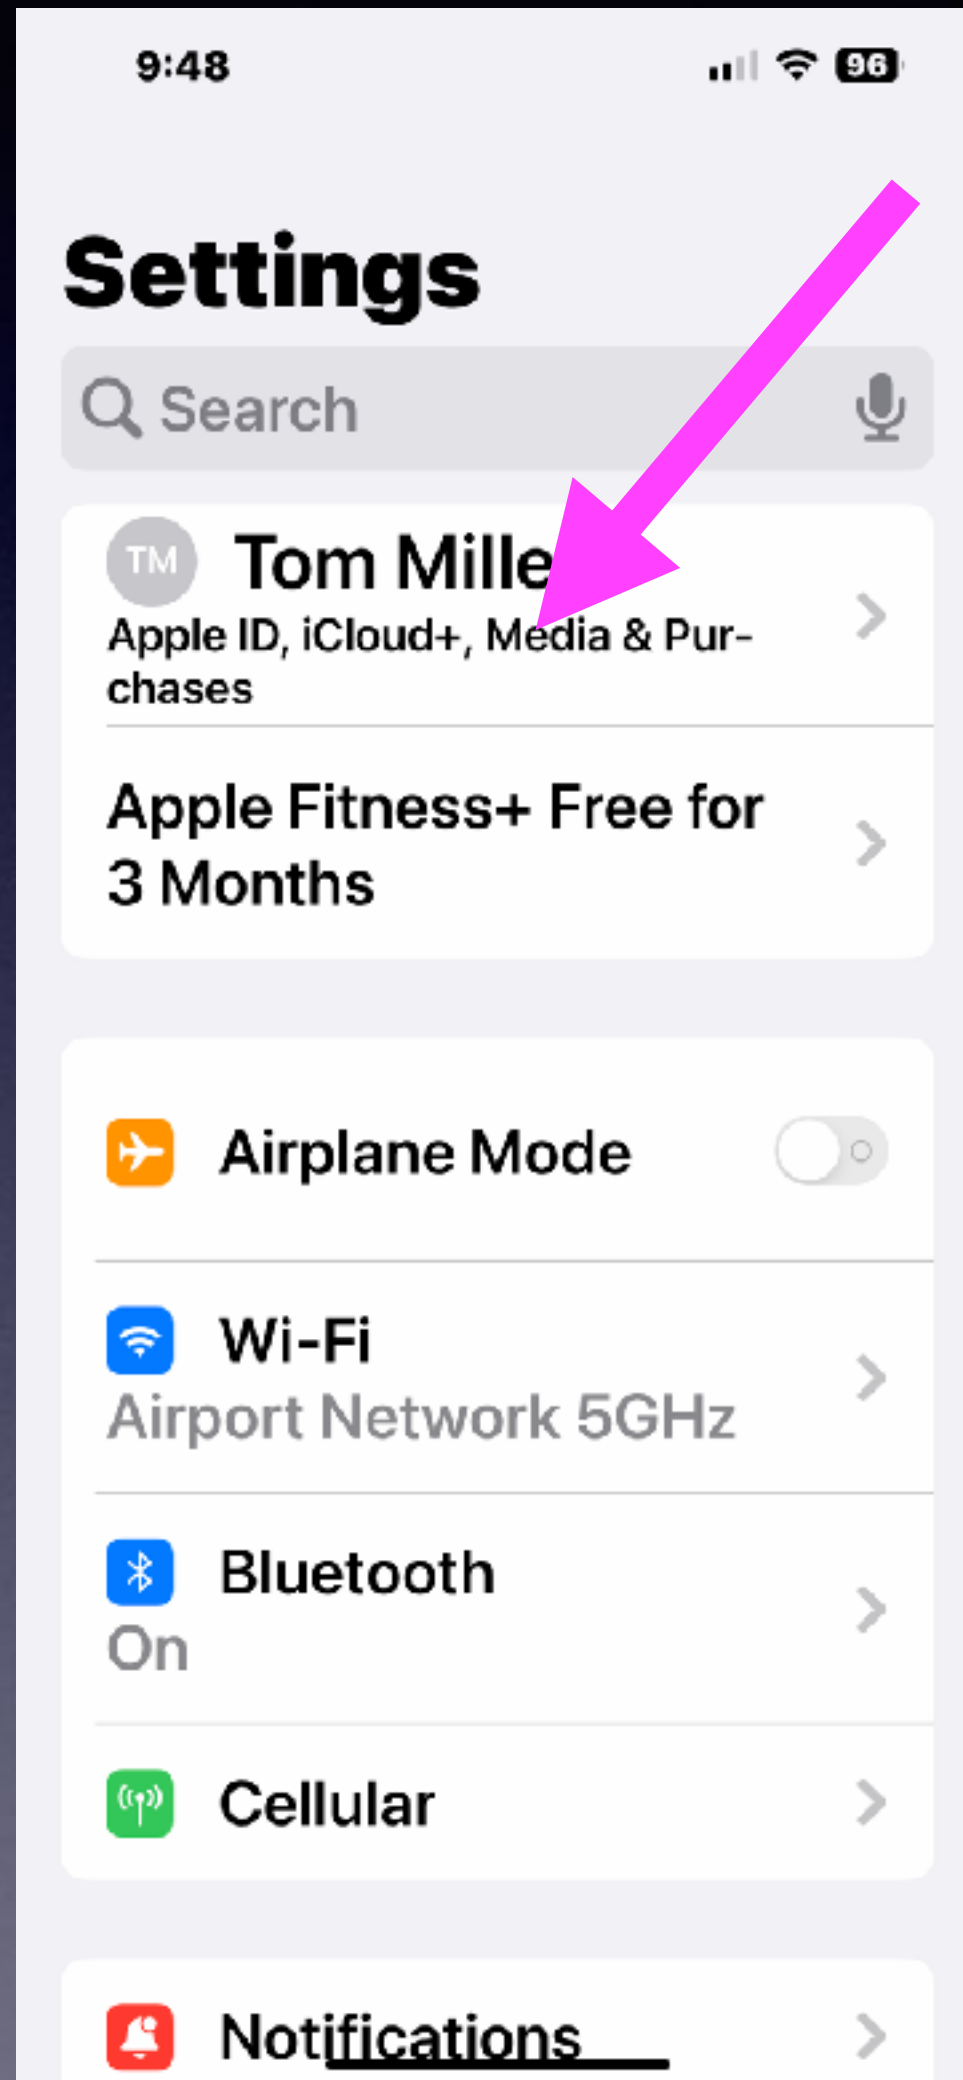 9:48
96
Settings
Search
TM
Tom Mille
Apple ID, iCloud+, Media & Pur-
chases
Apple Fitness+ Free for
3 Months
Airplane Mode
Wi-Fi
Airport Network 5GHz
Bluetooth
On
Cellular
Notifications